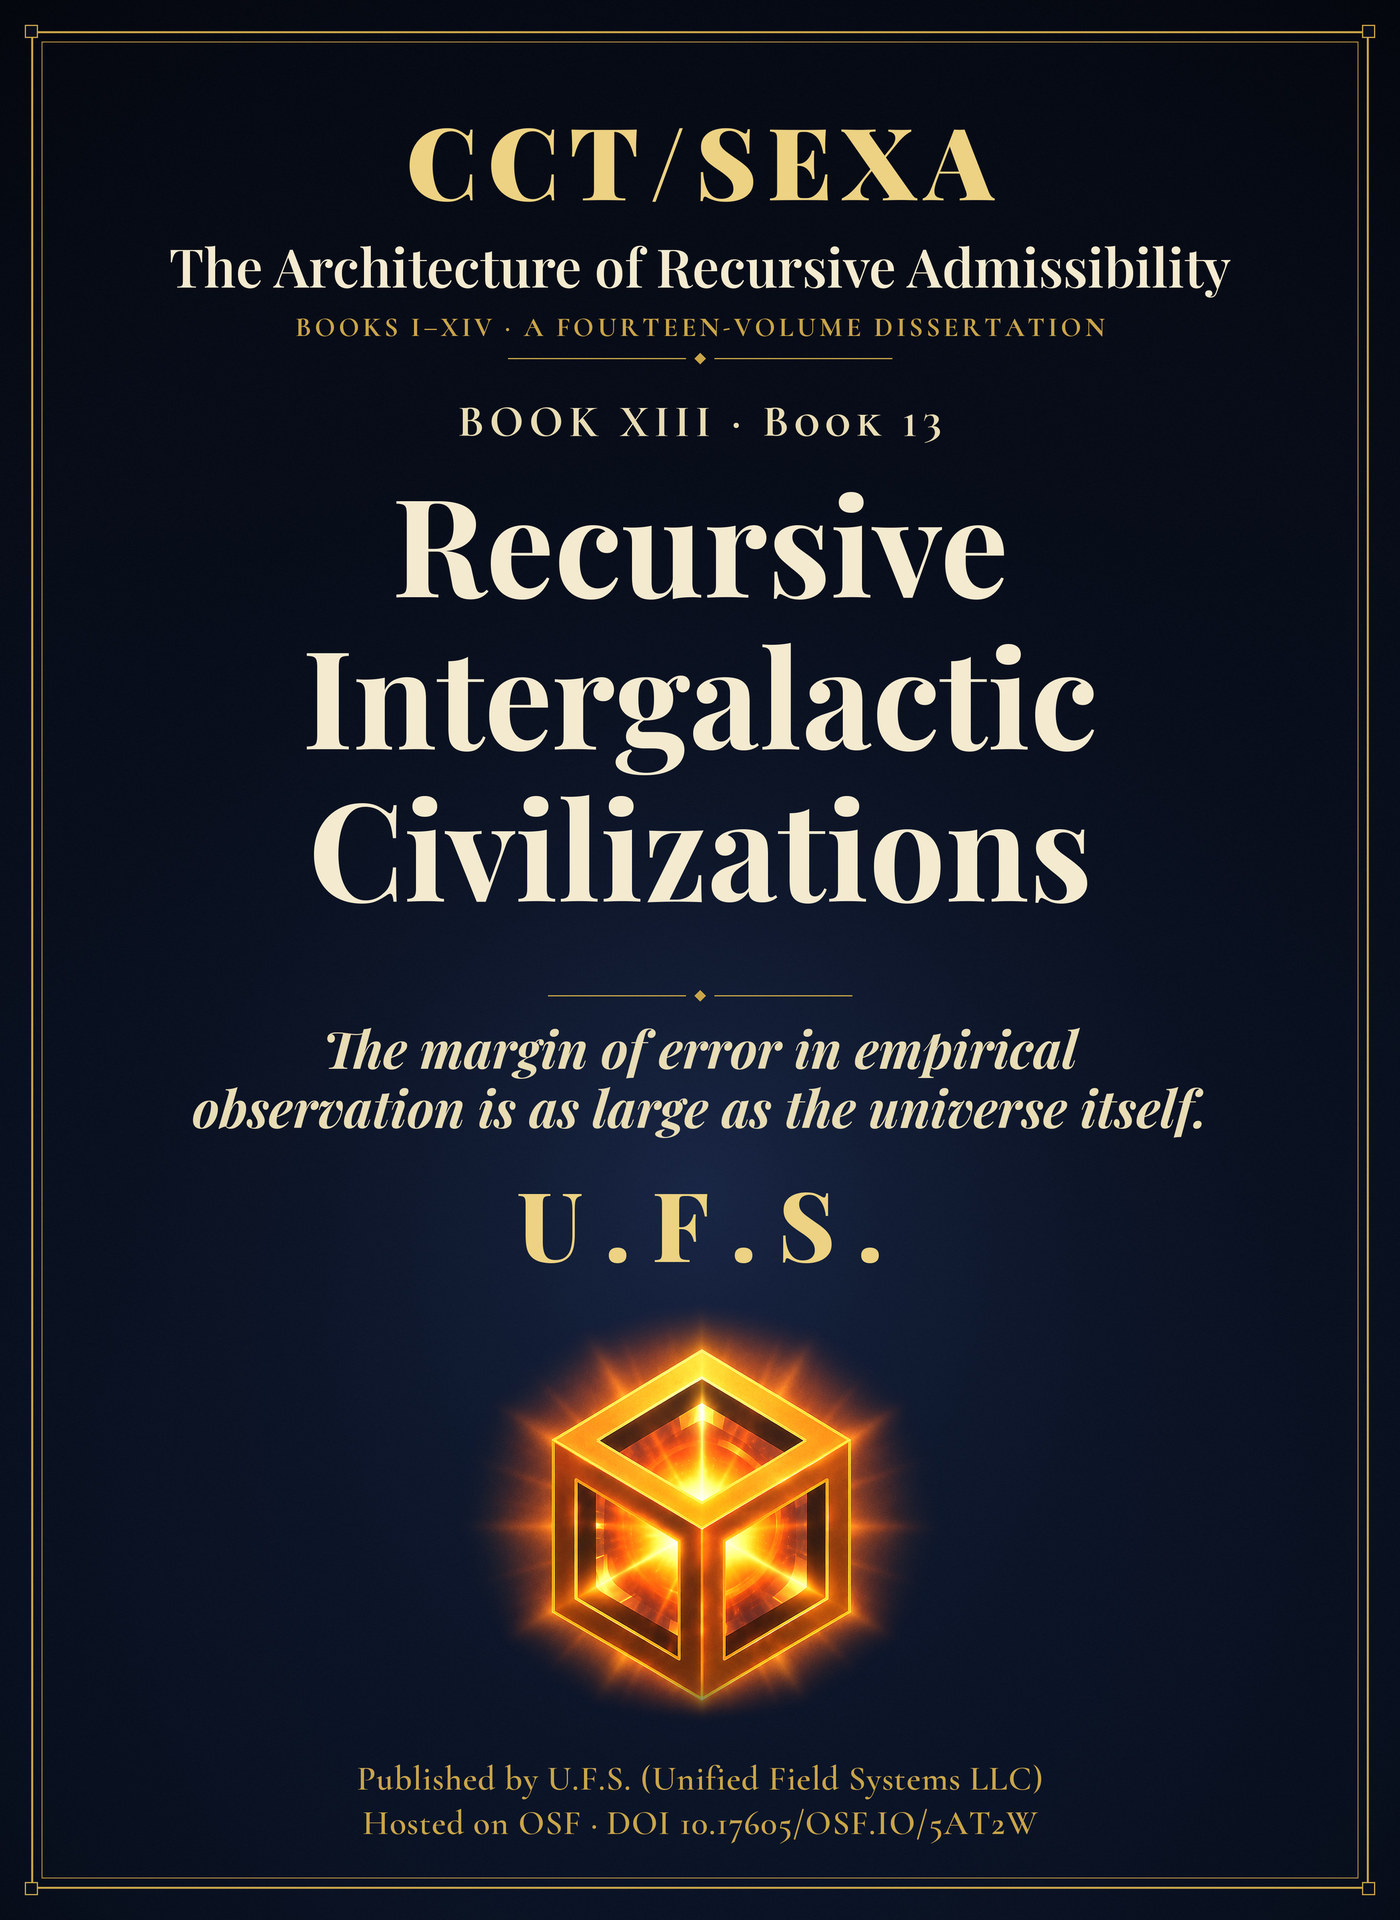 CCT/SEXA
The Architecture of Recursive Admissibility
BOOKS I–XIV · A FOURTEEN-VOLUME DISSERTATION
BOOK XIII · Book 13
Recursive
Intergalactic
Civilizations
The margin of error in empirical
observation is as large as the universe itself.
U.F.S.
Published by U.F.S. (Unified Field Systems LLC)
Hosted on OSF · DOI 10.17605/OSF.IO/5AT2W